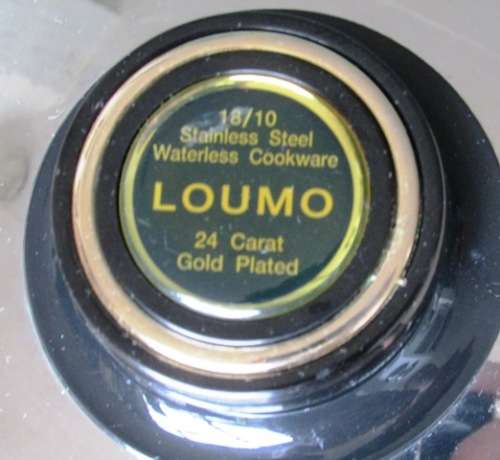 18/10
Stainless Steel
Waterless Cookware
LOUMO
24 Carat
Gold Plated